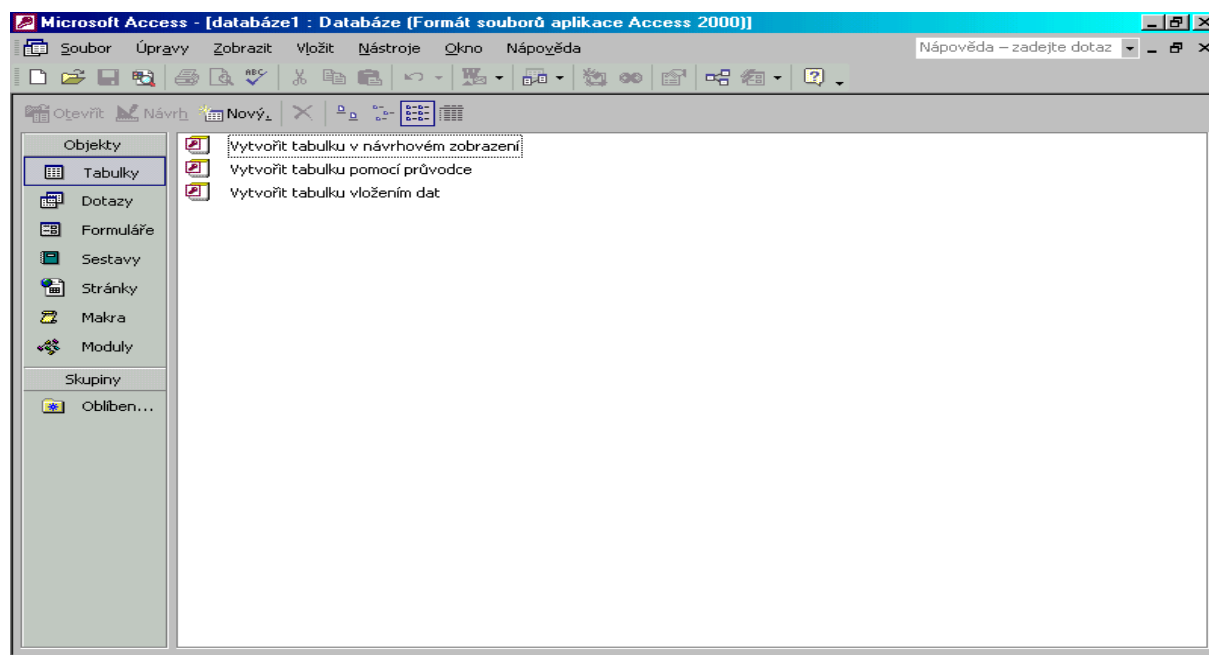 Microsoft Access - [databáze1 : Databáze (Formát souborů aplikace Access 2000)]
Soubor Úpravy Zobrazit Vložit Nástroje Okno Nápověda Nápověda – zadejte dotaz
Otevřít Návrh Nový
Objekty
Tabulky
Dotazy
Formuláře
Sestavy
Stránky
Makra
Moduly
Skupiny
Oblíben...
Vytvořit tabulku v návrhovém zobrazení
Vytvořit tabulku pomocí průvodce
Vytvořit tabulku vložením dat